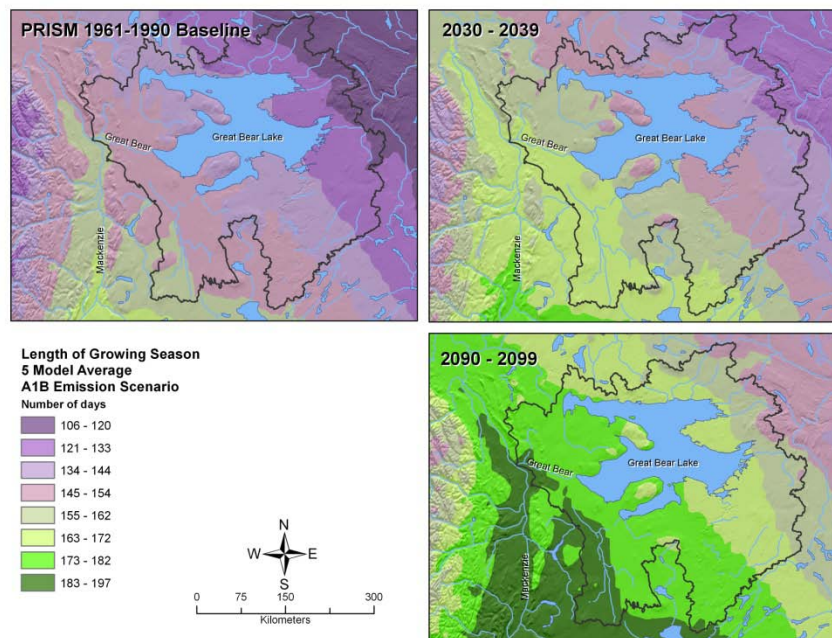 PRISM 1961-1990 Baseline
Great Bear
Great Bear Lake
Mackenzie
2030 - 2039
Great Bear
Great Bear Lake
Mackenzie
Length of Growing Season
5 Model Average
A1B Emission Scenario
Number of days
106 - 120
121 - 133
134 - 144
145 - 154
155 - 162
163 - 172
173 - 182
183 - 197
N
W E
S
0 75 150 300
Kilometers
2090 - 2099
Great Bear
Great Bear Lake
Mackenzie